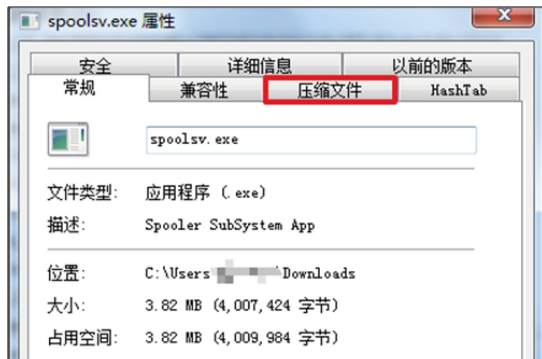 spoolsv.exe 属性
安全 详细信息 以前的版本
常规 兼容性 压缩文件 HashTab
spoolsv.exe
文件类型: 应用程序 (.exe)
描述: Spooler SubSystem App
位置: C:\Users \Downloads
大小: 3.82 MB (4,007,424 字节)
占用空间: 3.82 MB (4,009,984 字节)